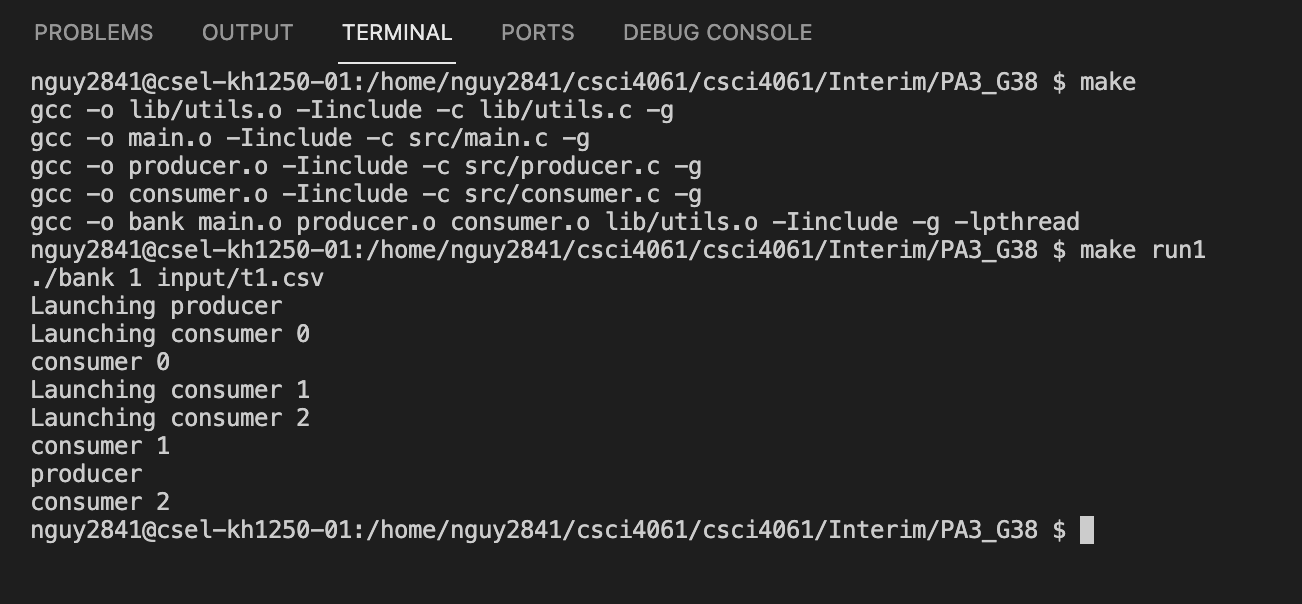 PROBLEMS OUTPUT TERMINAL PORTS DEBUG CONSOLE
nguy2841@csel-kh1250-01:/home/nguy2841/csci4061/csci4061/Interim/PA3_G38 $ make
gcc -o lib/utils.o -Iinclude -c lib/utils.c -g
gcc -o main.o -Iinclude -c src/main.c -g
gcc -o producer.o -Iinclude -c src/producer.c -g
gcc -o consumer.o -Iinclude -c src/consumer.c -g
gcc -o bank main.o producer.o consumer.o lib/utils.o -Iinclude -g -lpthread
nguy2841@csel-kh1250-01:/home/nguy2841/csci4061/csci4061/Interim/PA3_G38 $ make run1
./bank 1 input/t1.csv
Launching producer
Launching consumer 0
consumer 0
Launching consumer 1
Launching consumer 2
consumer 1
producer
consumer 2
nguy2841@csel-kh1250-01:/home/nguy2841/csci4061/csci4061/Interim/PA3_G38 $